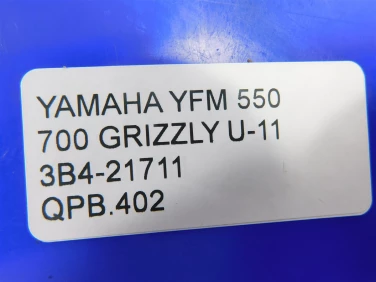 YAMAHA YFM 550
700 GRIZZLY U-11
3B4-21711
QPB.402